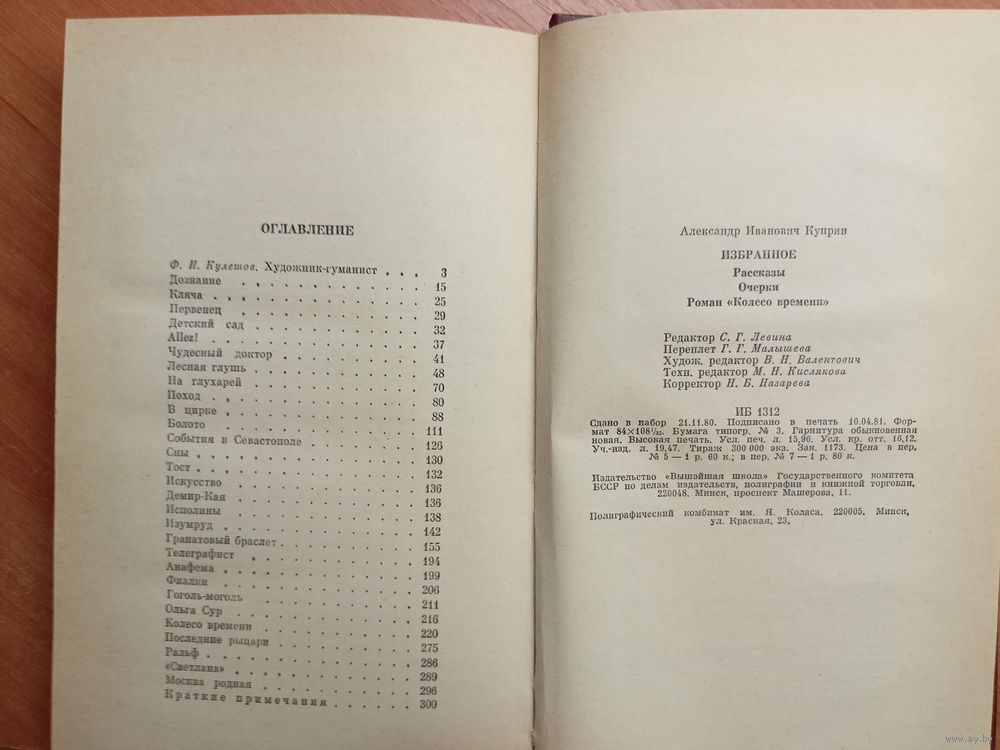 ОГЛАВЛЕНИЕ
Ф. И. Кулешов. Художник-гуманист . . . 3
Дознание . . . . . . . . . . 15
Кляча . . . . . . . . . . . 25
Первенец . . . . . . . . . . 29
Детский сад . . . . . . . . . 32
Allez! . . . . . . . . . . . 37
Чудесный доктор . . . . . . . . 41
Лесная глушь . . . . . . . . . 48
На глухарей . . . . . . . . . 70
Поход . . . . . . . . . . . 80
В цирке . . . . . . . . . . 88
Болото . . . . . . . . . . 111
События в Севастополе . . . . . . 126
Сны . . . . . . . . . . . 130
Тост . . . . . . . . . . . 132
Искусство . . . . . . . . . 136
Демир-Кая . . . . . . . . . 136
Исполины . . . . . . . . . 138
Изумруд . . . . . . . . . . 142
Гранатовый браслет . . . . . . . 155
Телеграфист . . . . . . . . . 194
Анафема . . . . . . . . . . 199
Фиалки . . . . . . . . . . 206
Гоголь-моголь . . . . . . . . 211
Ольга Сур . . . . . . . . . 216
Колесо времени . . . . . . . . 220
Последние рыцари . . . . . . . 275
Ральф . . . . . . . . . . . 286
«Светлана» . . . . . . . . . 289
Москва родная . . . . . . . . 296
Краткие примечания . . . . . . 300
Александр Иванович Куприн
ИЗБРАННОЕ
Рассказы
Очерки
Роман «Колесо времени»
Редактор С. Г. Левина
Переплет Г. Г. Малышева
Худож. редактор В. Н. Валентович
Техн. редактор М. Н. Кислякова
Корректор Н. Б. Назарева
ИБ 1312
Сдано в набор 21.11.80. Подписано в печать 10.04.81. Фор-
мат 84×108¹/₃₂. Бумага типогр. № 3. Гарнитура обыкновенная
новая. Высокая печать. Усл. печ. л. 15,96. Усл. кр. отт. 16,12.
Уч.-изд. л. 19,47. Тираж 300 000 экз. Зак. 1173. Цена в пер.
№ 5 — 1 р. 60 к.; в пер. № 7 — 1 р. 80 к.
Издательство «Вышэйшая школа» Государственного комитета
БССР по делам издательств, полиграфии и книжной торговли,
220048. Минск, проспект Машерова, 11.
Полиграфический комбинат им. Я. Коласа. 220005. Минск,
ул. Красная, 23.
www.ay.by